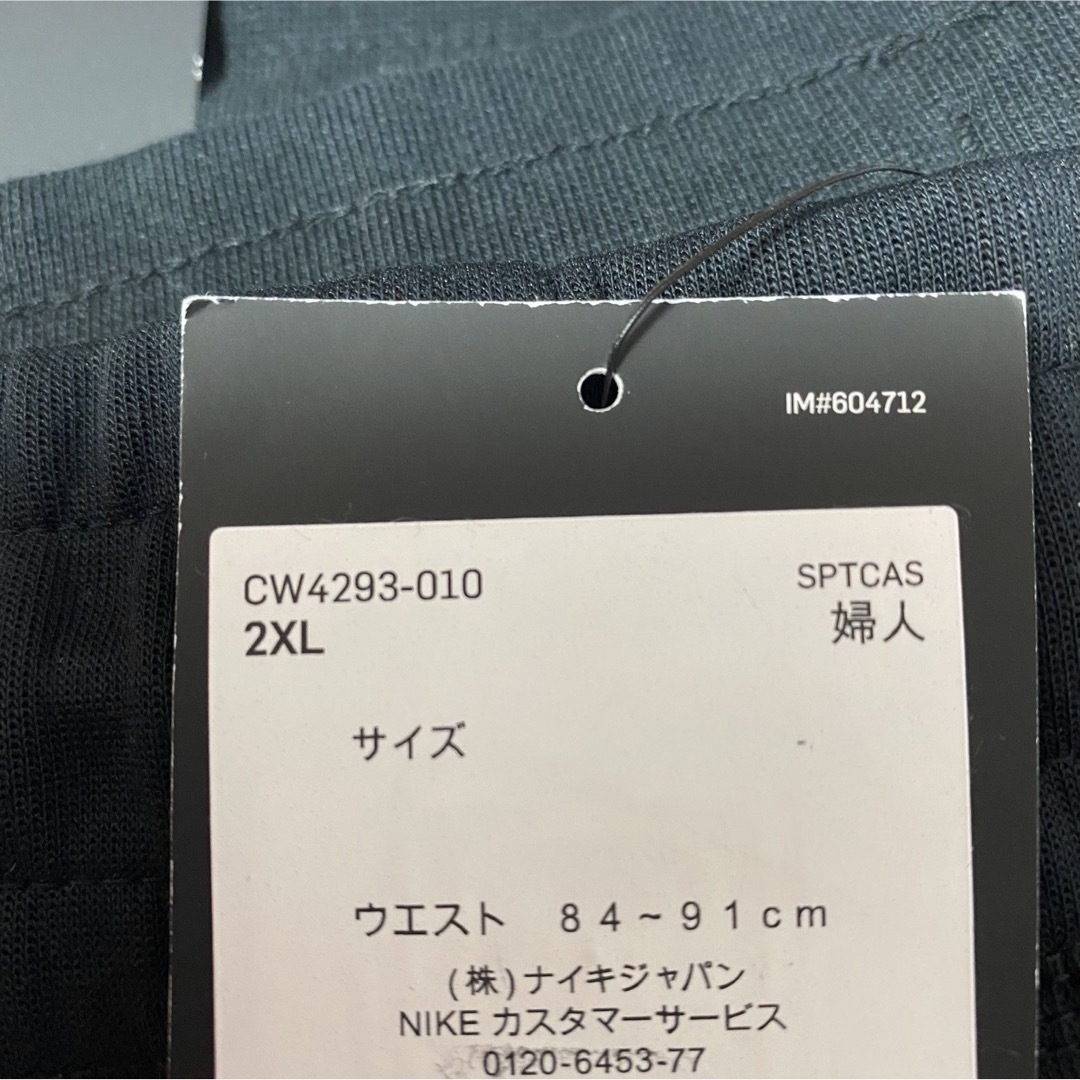 IM#604712
CW4293-010
SPTCAS
2XL
婦人
サイズ
ウエスト　８４~９１ｃｍ
(株)ナイキジャパン
NIKE カスタマーサービス
0120-6453-77